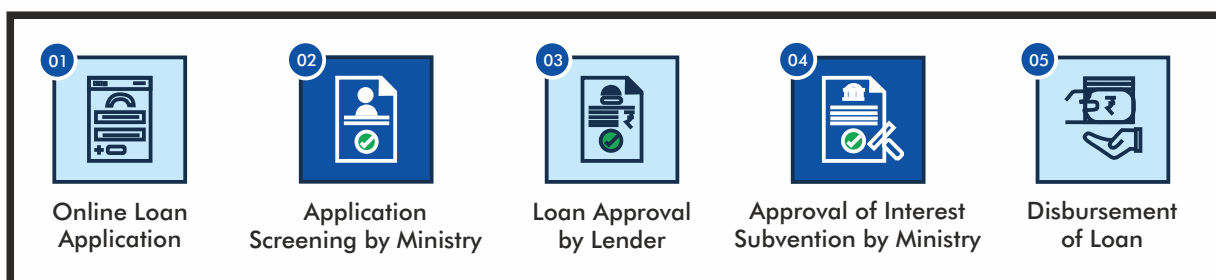 01
Online Loan
Application
02
Application
Screening by Ministry
03
₹
Loan Approval
by Lender
04
Approval of Interest
Subvention by Ministry
05
₹
Disbursement
of Loan